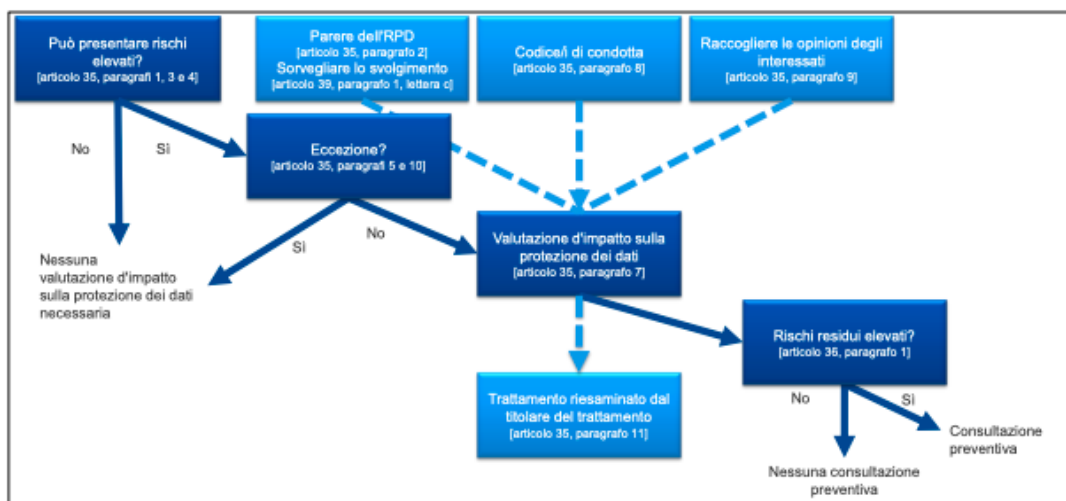 Può presentare rischi
elevati?
[articolo 35, paragrafi 1, 3 e 4]
Parere dell'RPD
[articolo 35, paragrafo 2]
Sorvegliare lo svolgimento
[articolo 39, paragrafo 1, lettera c]
Codice/i di condotta
[articolo 35, paragrafo 8]
Raccogliere le opinioni degli
interessati
[articolo 35, paragrafo 9]
No
Sì
Eccezione?
[articolo 35, paragrafi 5 e 10]
Sì
No
Nessuna
valutazione d'impatto
sulla protezione dei dati
necessaria
Valutazione d'impatto sulla
protezione dei dati
[articolo 35, paragrafo 7]
Rischi residui elevati?
[articolo 36, paragrafo 1]
Trattamento riesaminato dal
titolare del trattamento
[articolo 35, paragrafo 11]
No
Sì
Consultazione
preventiva
Nessuna consultazione
preventiva